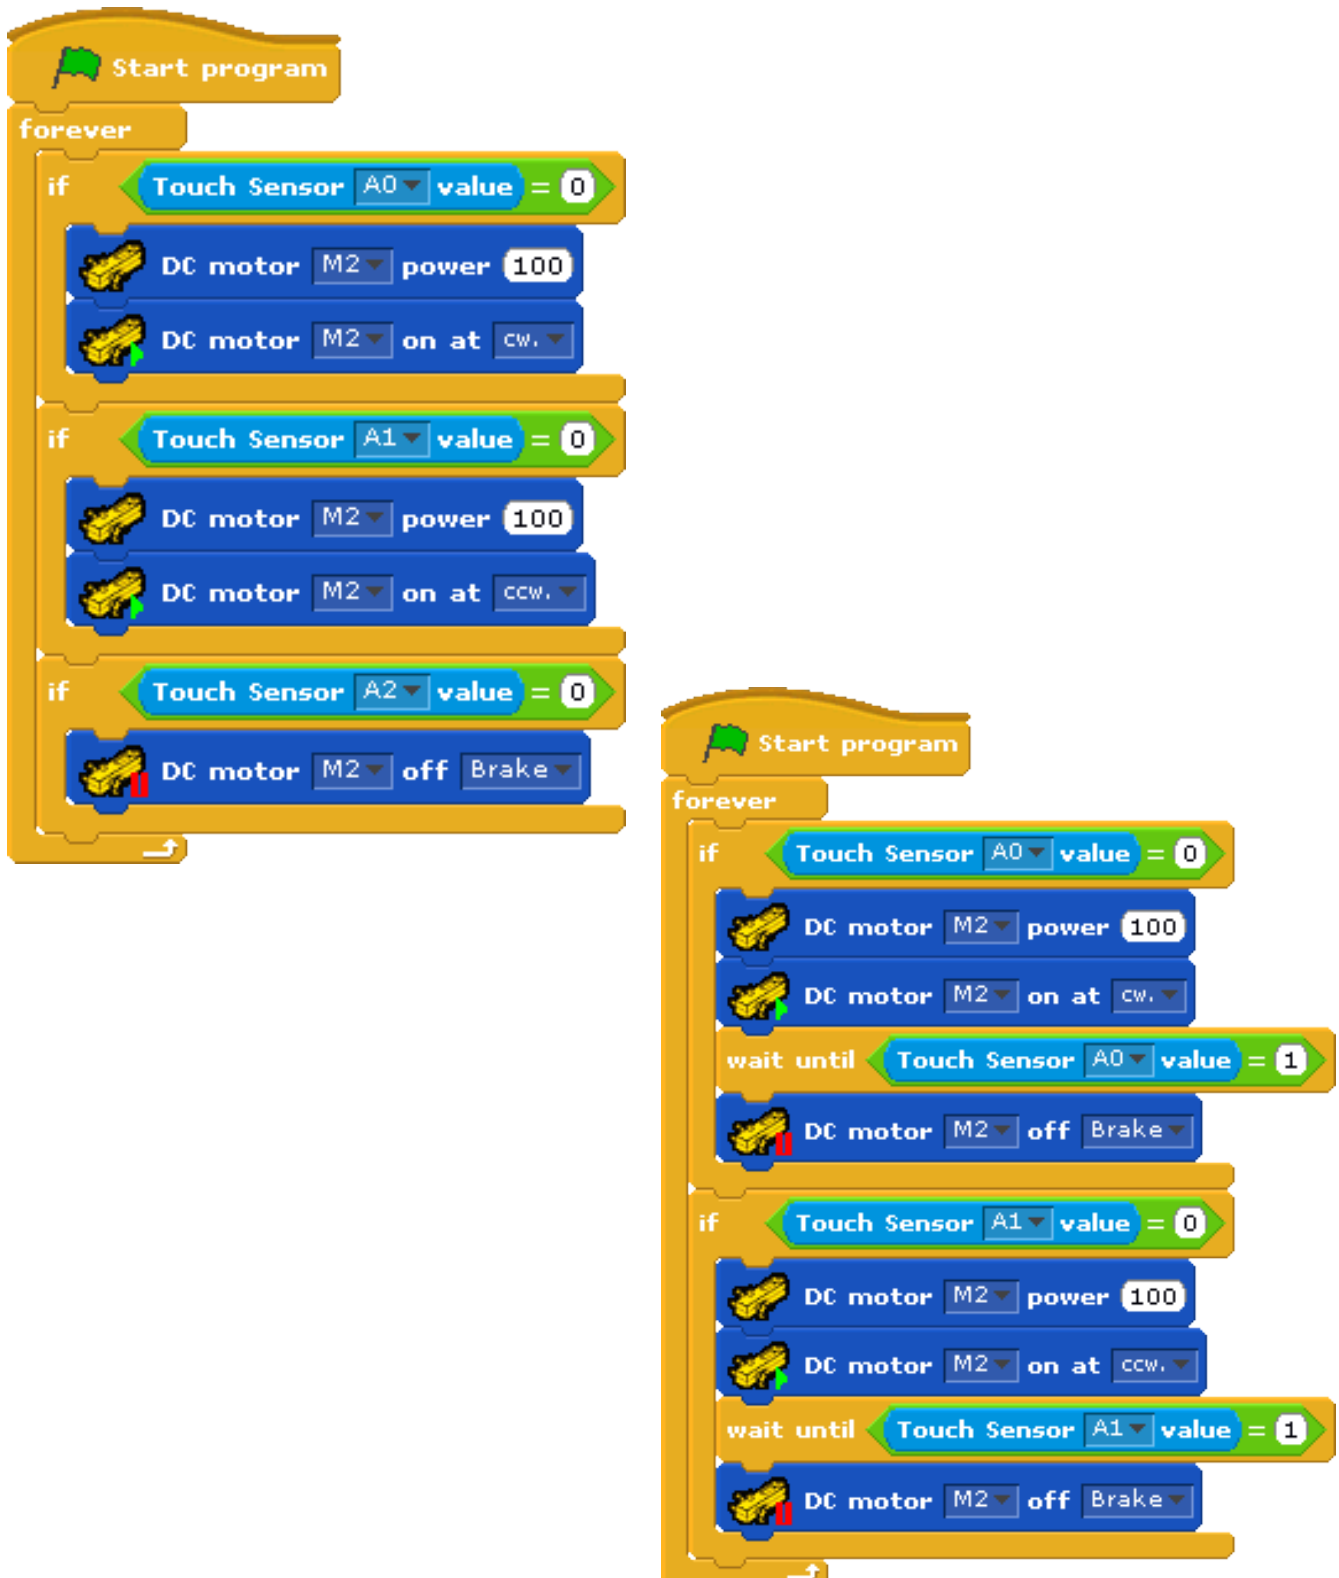 Start program
forever
if Touch Sensor A0 value = 0
DC motor M2 power 100
DC motor M2 on at cw.
if Touch Sensor A1 value = 0
DC motor M2 power 100
DC motor M2 on at ccw.
if Touch Sensor A2 value = 0
DC motor M2 off Brake
Start program
forever
if Touch Sensor A0 value = 0
DC motor M2 power 100
DC motor M2 on at cw.
wait until Touch Sensor A0 value = 1
DC motor M2 off Brake
if Touch Sensor A1 value = 0
DC motor M2 power 100
DC motor M2 on at ccw.
wait until Touch Sensor A1 value = 1
DC motor M2 off Brake